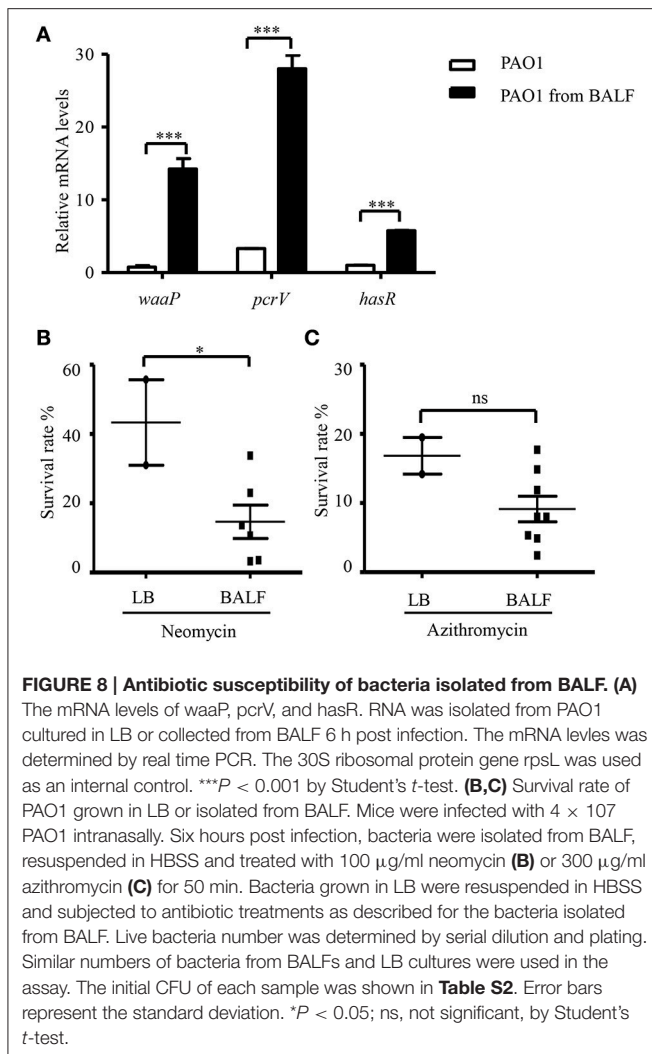 A
Relative mRNA levels
30
20
10
0
***
***
***
PAO1
PAO1 from BALF
waaP
pcrV
hasR
B
Survival rate %
60
40
20
0
*
LB
BALF
Neomycin
C
Survival rate %
30
20
10
0
ns
LB
BALF
Azithromycin
FIGURE 8 | Antibiotic susceptibility of bacteria isolated from BALF. (A)
The mRNA levels of waaP, pcrV, and hasR. RNA was isolated from PAO1
cultured in LB or collected from BALF 6 h post infection. The mRNA levles was
determined by real time PCR. The 30S ribosomal protein gene rpsL was used
as an internal control. ***P < 0.001 by Student's t-test. (B,C) Survival rate of
PAO1 grown in LB or isolated from BALF. Mice were infected with 4 × 107
PAO1 intranasally. Six hours post infection, bacteria were isolated from BALF,
resuspended in HBSS and treated with 100 μg/ml neomycin (B) or 300 μg/ml
azithromycin (C) for 50 min. Bacteria grown in LB were resuspended in HBSS
and subjected to antibiotic treatments as described for the bacteria isolated
from BALF. Live bacteria number was determined by serial dilution and plating.
Similar numbers of bacteria from BALFs and LB cultures were used in the
assay. The initial CFU of each sample was shown in Table S2. Error bars
represent the standard deviation. *P < 0.05; ns, not significant, by Student's
t-test.